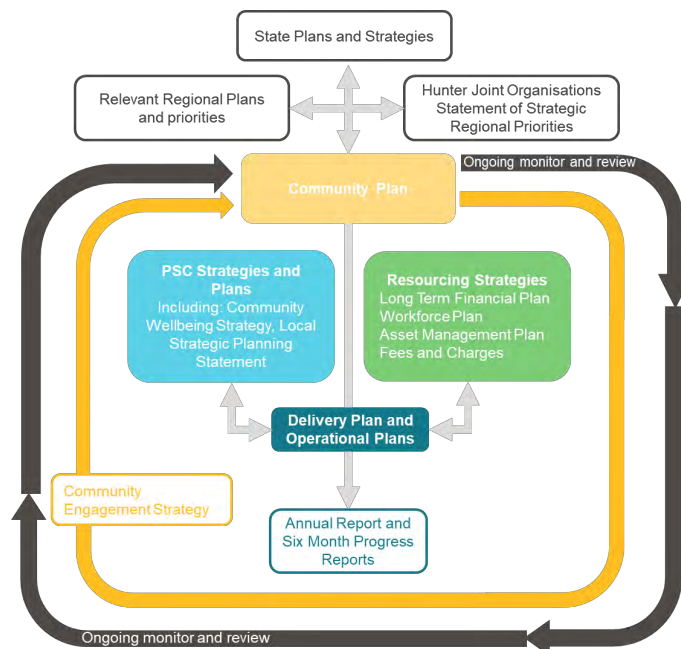 State Plans and Strategies
Relevant Regional Plans
and priorities
Hunter Joint Organisations
Statement of Strategic
Regional Priorities
Ongoing monitor and review
Community Plan
PSC Strategies and
Plans
Including: Community
Wellbeing Strategy, Local
Strategic Planning
Statement
Resourcing Strategies
Long Term Financial Plan
Workforce Plan
Asset Management Plan
Fees and Charges
Delivery Plan and
Operational Plans
Community
Engagement Strategy
Annual Report and
Six Month Progress
Reports
Ongoing monitor and review